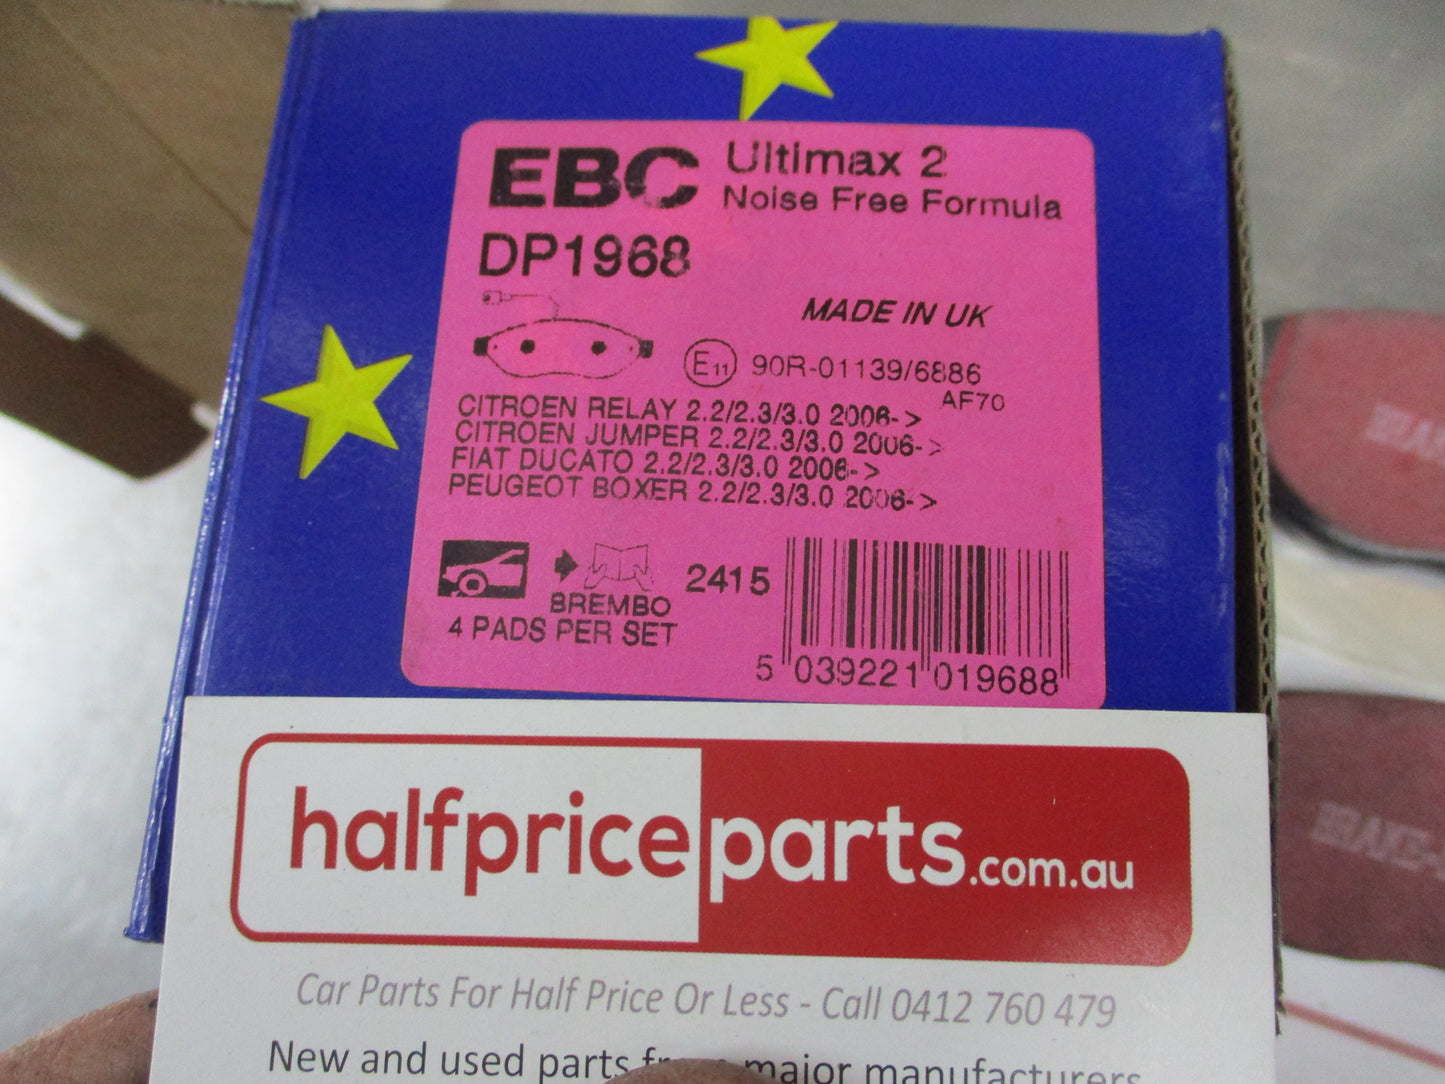 EBC Ultimax 2
Noise Free Formula
DP1968
MADE IN UK
E11 90R-01139/6886
AF70
CITROEN RELAY 2.2/2.3/3.0 2006->
CITROEN JUMPER 2.2/2.3/3.0 2006->
FIAT DUCATO 2.2/2.3/3.0 2006->
PEUGEOT BOXER 2.2/2.3/3.0 2006->
BREMBO
2415
4 PADS PER SET
5 039221 019688
halfpriceparts.com.au
Car Parts For Half Price Or Less - Call 0412 760 479
New and used parts from major manufacturers